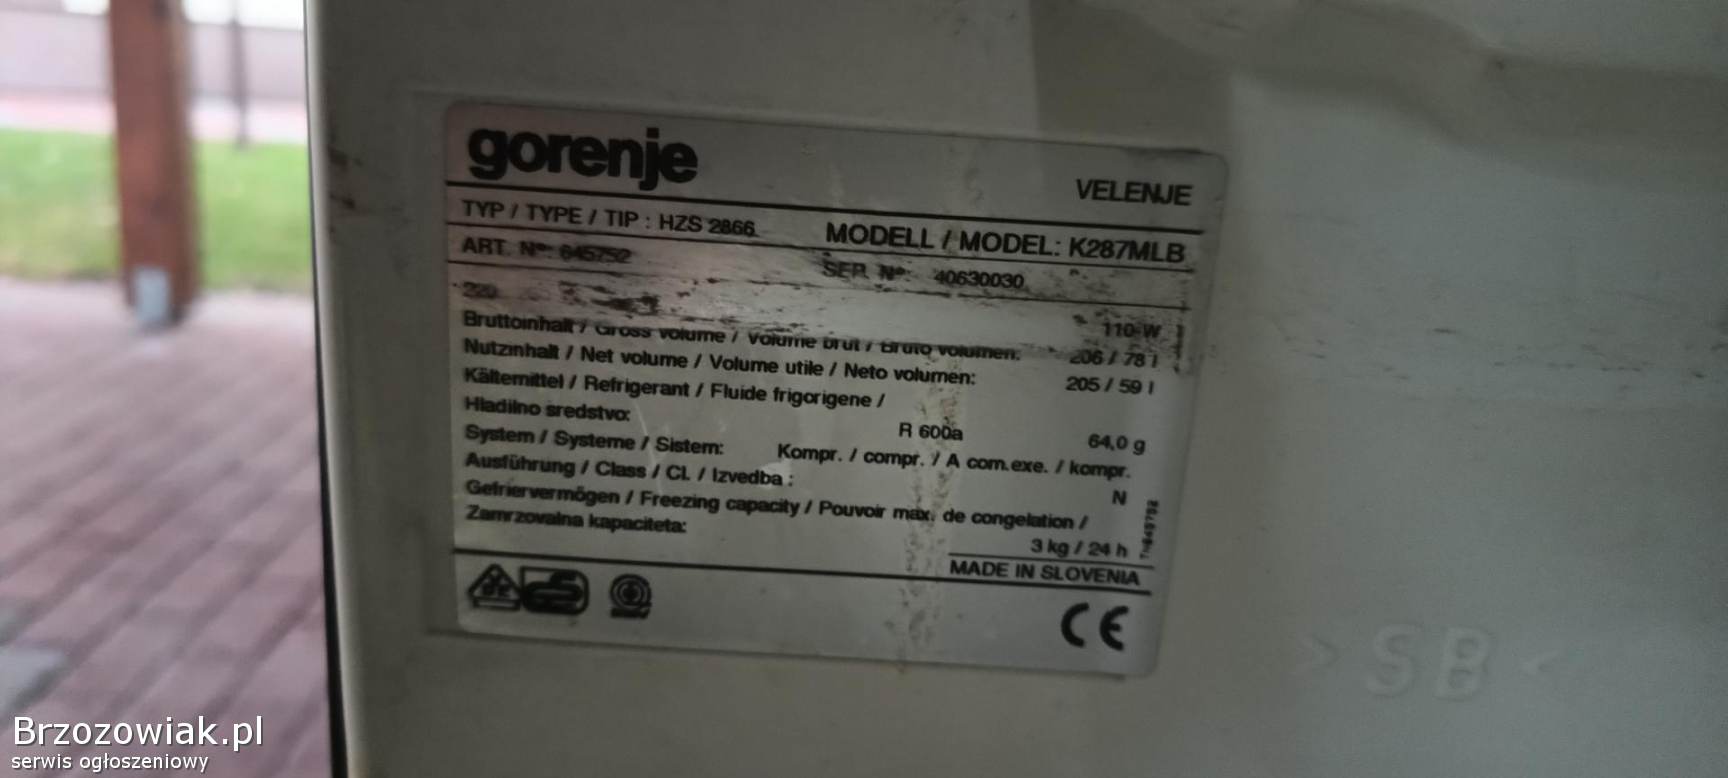 gorenje
VELENJE
TYP / TYPE / TIP : HZS 2866 MODELL / MODEL: K287MLB
ART. Nº: 645752 SER. Nº: 40630030
220 110 W
Bruttoinhalt / Gross volume / Volume brut / Bruto volumen: 206 / 78 l
Nutzinhalt / Net volume / Volume utile / Neto volumen: 205 / 59 l
Kältemittel / Refrigerant / Fluide frigorigene /
Hladilno sredstvo: R 600a 64,0 g
System / Systeme / Sistem: Kompr. / compr. / A com.exe. / kompr.
Ausführung / Class / CL / Izvedba : N
Gefriervermögen / Freezing capacity / Pouvoir max. de congelation /
Zamrzovalna kapaciteta: 3 kg / 24 h
MADE IN SLOVENIA
CE
> SB <
Brzozowiak.pl
serwis ogłoszeniowy